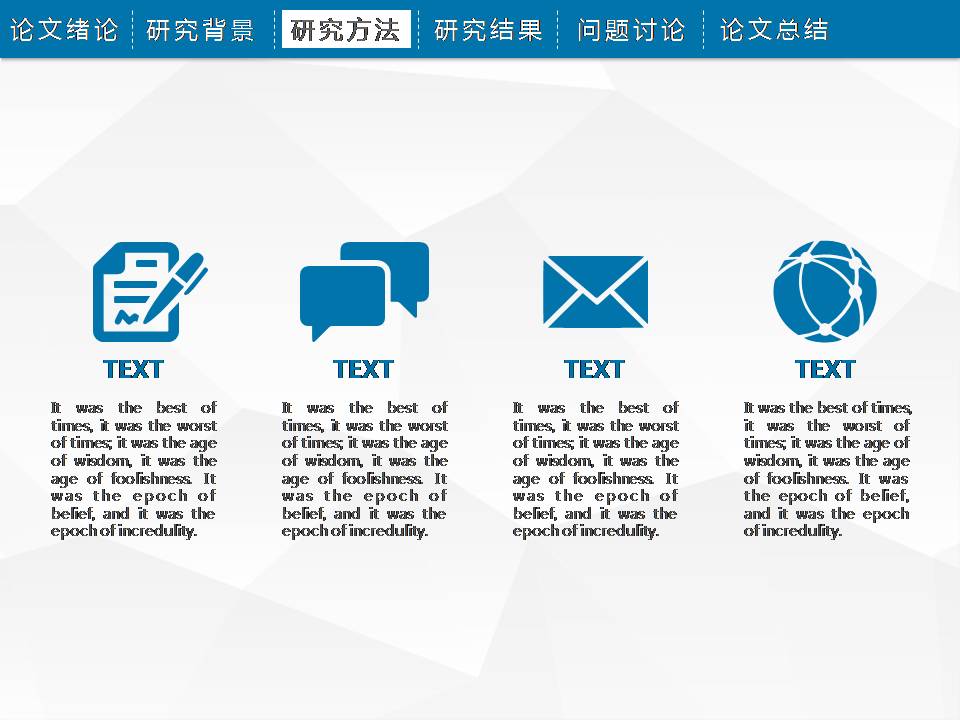 论文绪论 研究背景 研究方法 研究结果 问题讨论 论文总结
TEXT
It was the best of
times, it was the worst
of times; it was the age
of wisdom, it was the
age of foolishness. It
was the epoch of
belief, and it was the
epoch of incredulity.
TEXT
It was the best of
times, it was the worst
of times; it was the age
of wisdom, it was the
age of foolishness. It
was the epoch of
belief, and it was the
epoch of incredulity.
TEXT
It was the best of
times, it was the worst
of times; it was the age
of wisdom, it was the
age of foolishness. It
was the epoch of
belief, and it was the
epoch of incredulity.
TEXT
It was the best of times,
it was the worst of
times; it was the age of
wisdom, it was the age
of foolishness. It was
the epoch of belief,
and it was the epoch
of incredulity.